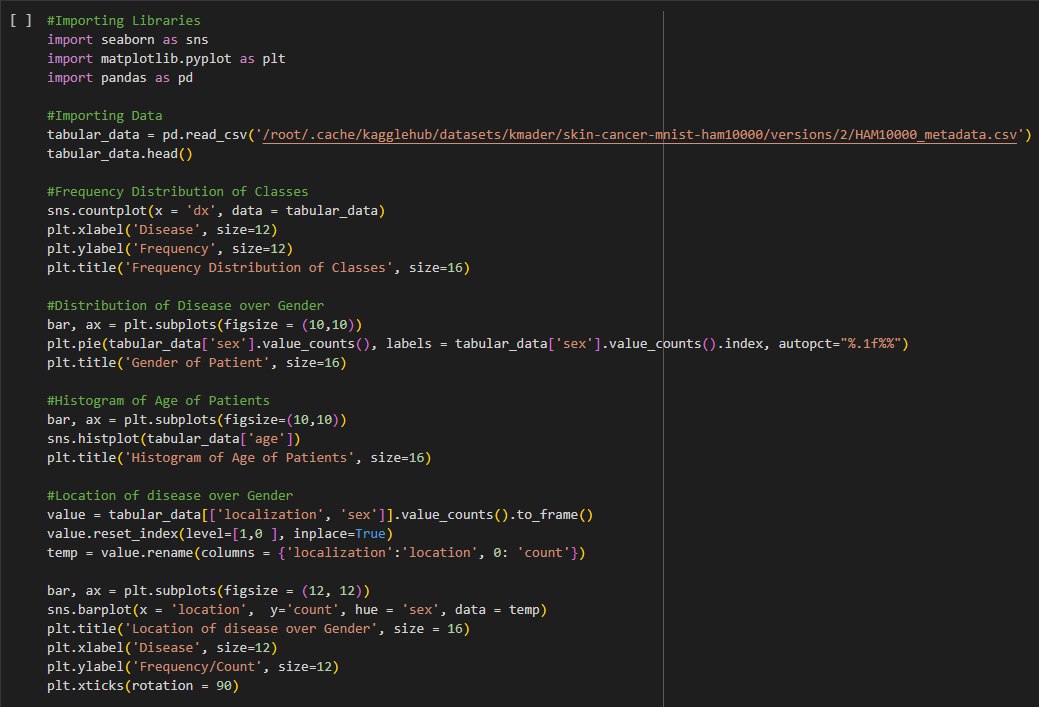 [ ] #Importing Libraries
import seaborn as sns
import matplotlib.pyplot as plt
import pandas as pd
#Importing Data
tabular_data = pd.read_csv('/root/.cache/kagglehub/datasets/kmader/skin-cancer-mnist-ham10000/versions/2/HAM10000_metadata.csv')
tabular_data.head()
#Frequency Distribution of Classes
sns.countplot(x = 'dx', data = tabular_data)
plt.xlabel('Disease', size=12)
plt.ylabel('Frequency', size=12)
plt.title('Frequency Distribution of Classes', size=16)
#Distribution of Disease over Gender
bar, ax = plt.subplots(figsize = (10,10))
plt.pie(tabular_data['sex'].value_counts(), labels = tabular_data['sex'].value_counts().index, autopct="%.1f%%")
plt.title('Gender of Patient', size=16)
#Histogram of Age of Patients
bar, ax = plt.subplots(figsize=(10,10))
sns.histplot(tabular_data['age'])
plt.title('Histogram of Age of Patients', size=16)
#Location of disease over Gender
value = tabular_data[['localization', 'sex']].value_counts().to_frame()
value.reset_index(level=[1,0 ], inplace=True)
temp = value.rename(columns = {'localization':'location', 0: 'count'})
bar, ax = plt.subplots(figsize = (12, 12))
sns.barplot(x = 'location',  y='count', hue = 'sex', data = temp)
plt.title('Location of disease over Gender', size = 16)
plt.xlabel('Disease', size=12)
plt.ylabel('Frequency/Count', size=12)
plt.xticks(rotation = 90)